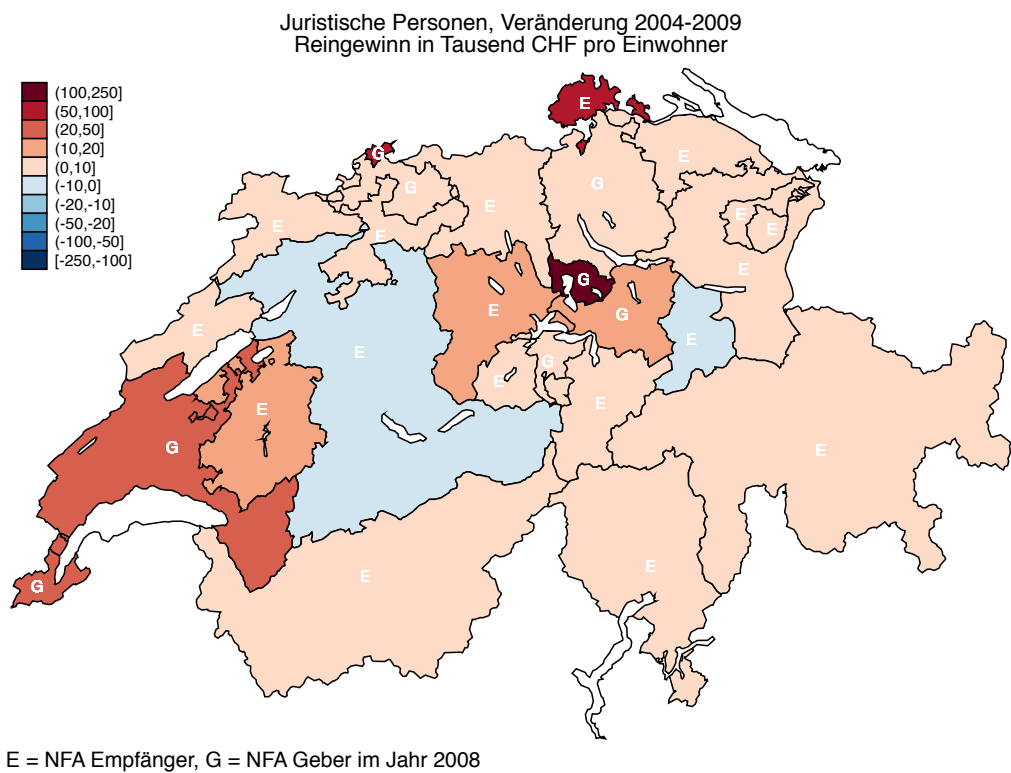 Juristische Personen, Veränderung 2004-2009
Reingewinn in Tausend CHF pro Einwohner
(100,250]
(50,100]
(20,50]
(10,20]
(0,10]
(-10,0]
(-20,-10]
(-50,-20]
(-100,-50]
[-250,-100]
E
G
E
G
G
E
E
E
E
E
E
G
E
E
G
E
E
G
E
E
E
E
G
E
E
E
G
E = NFA Empfänger, G = NFA Geber im Jahr 2008